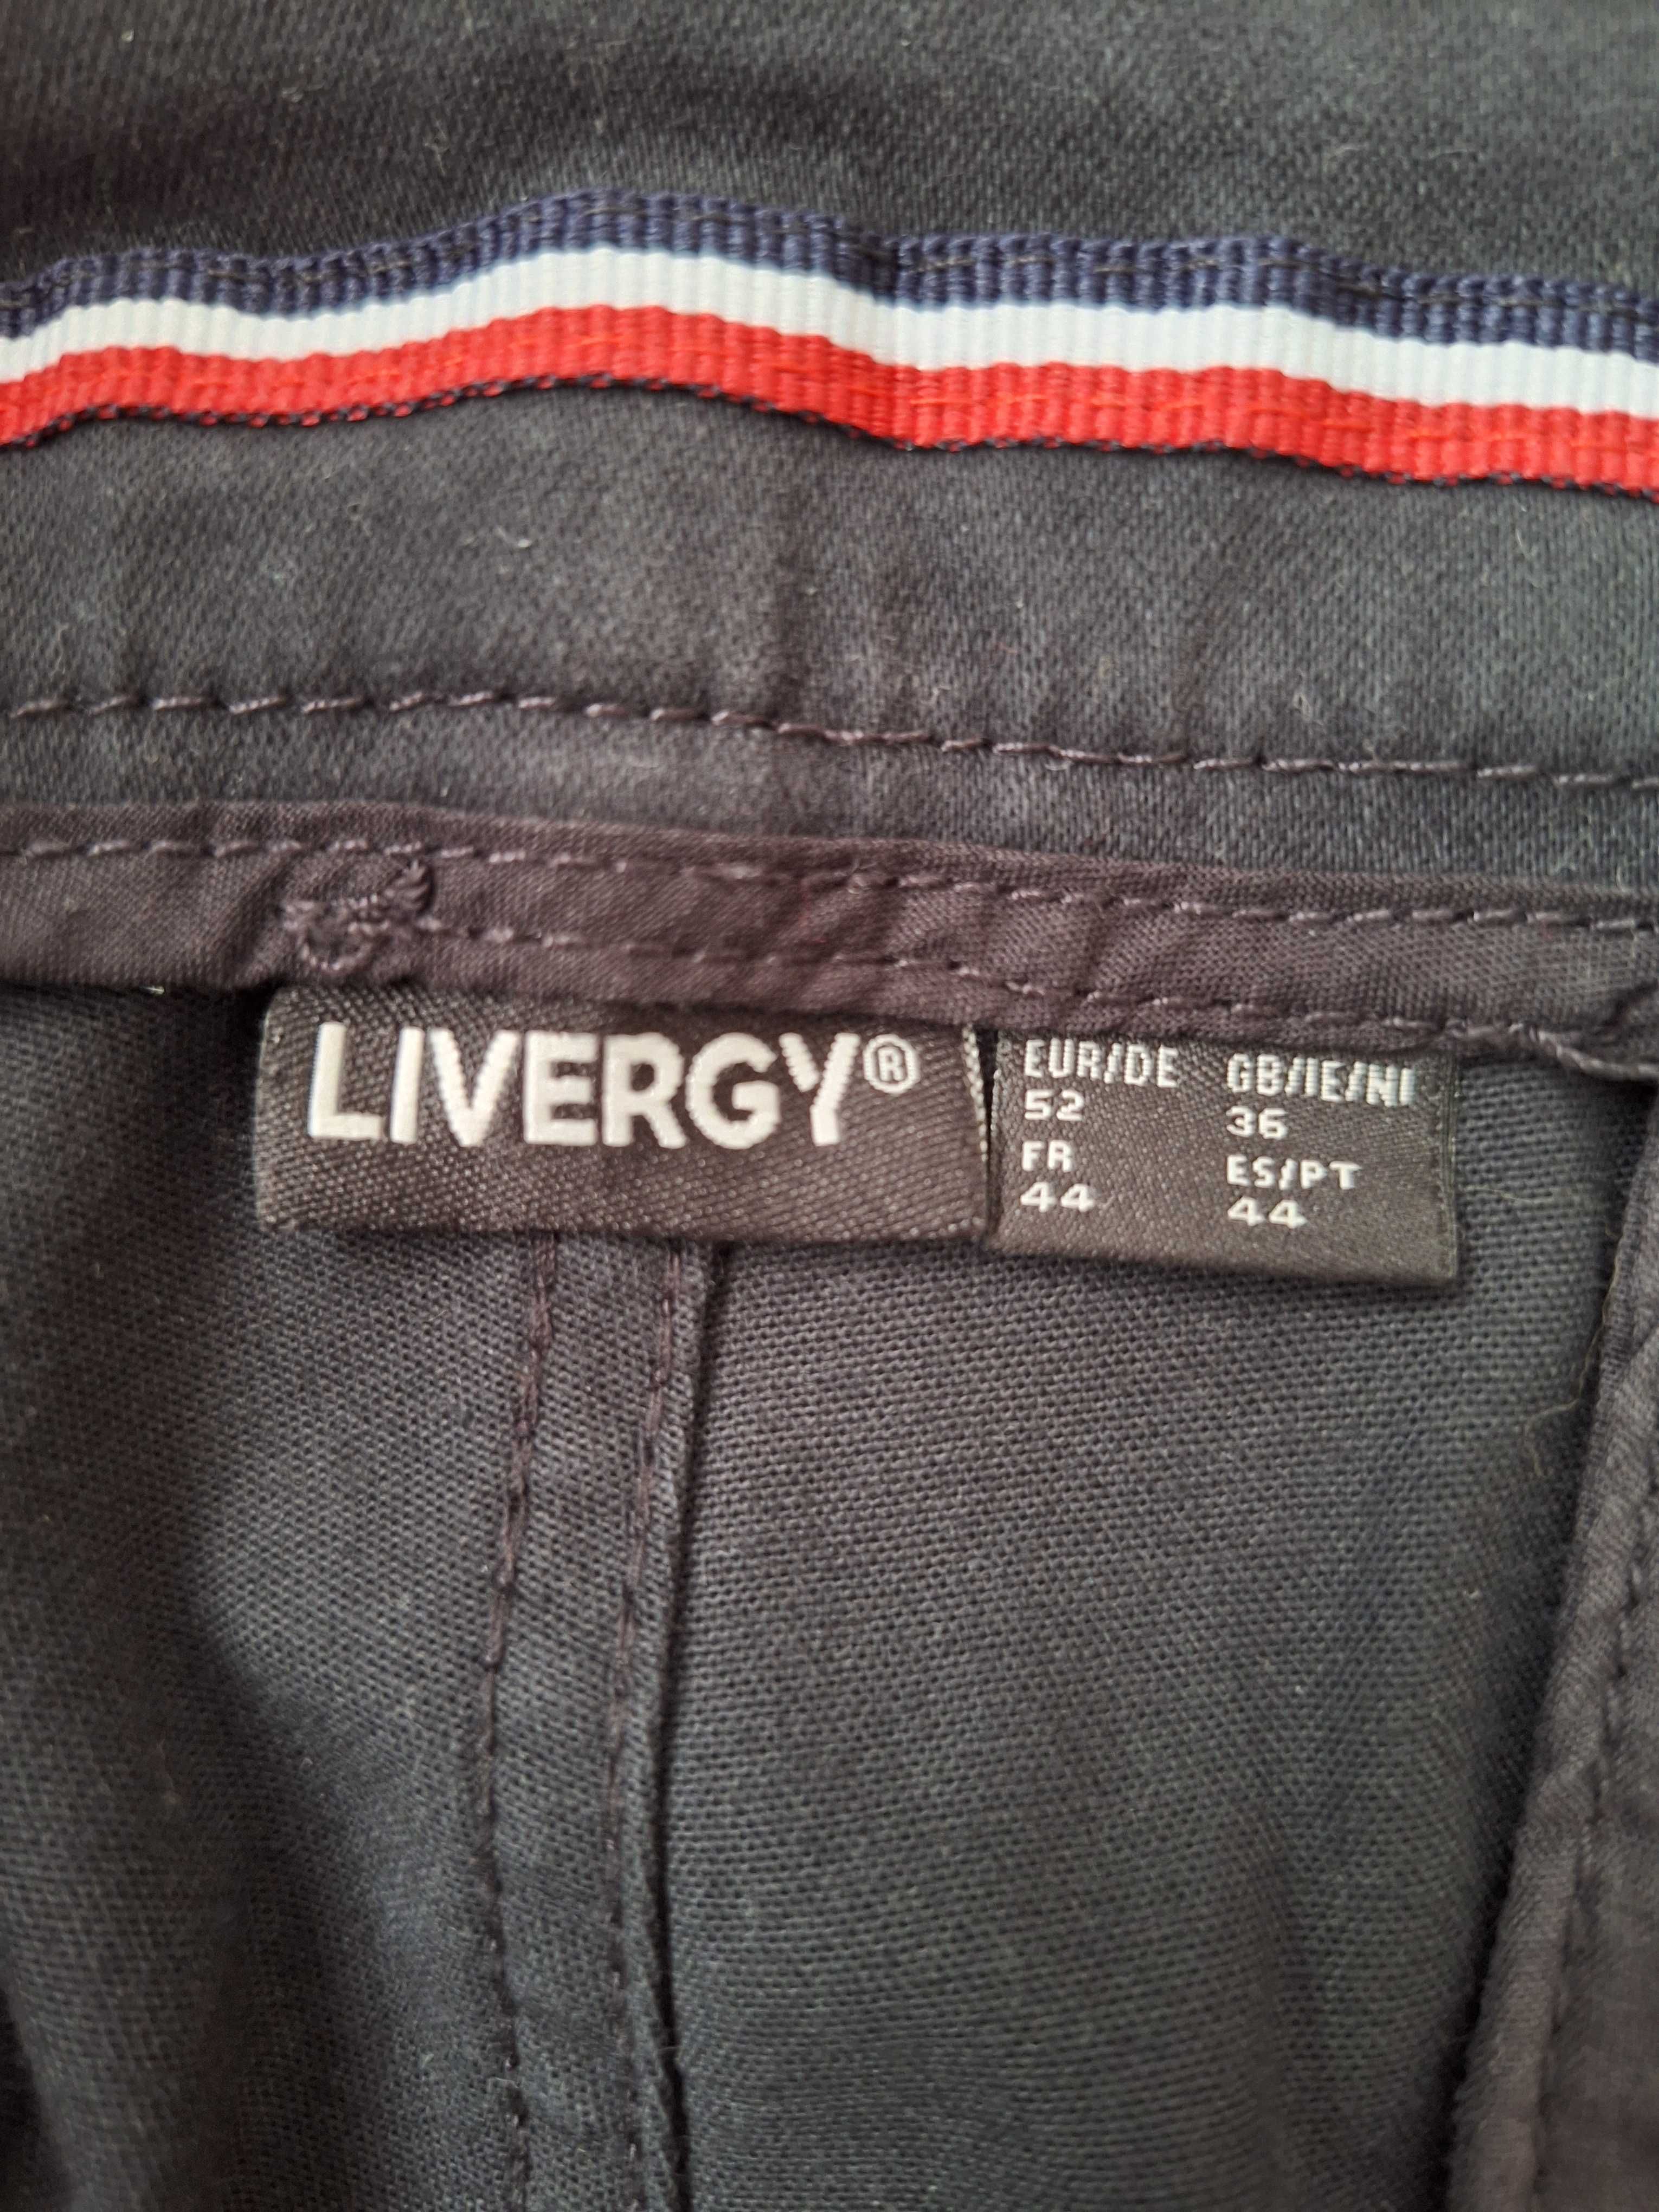 LIVERGY®
EUR/DE GB/IE/NI
52 36
FR ES/PT
44 44